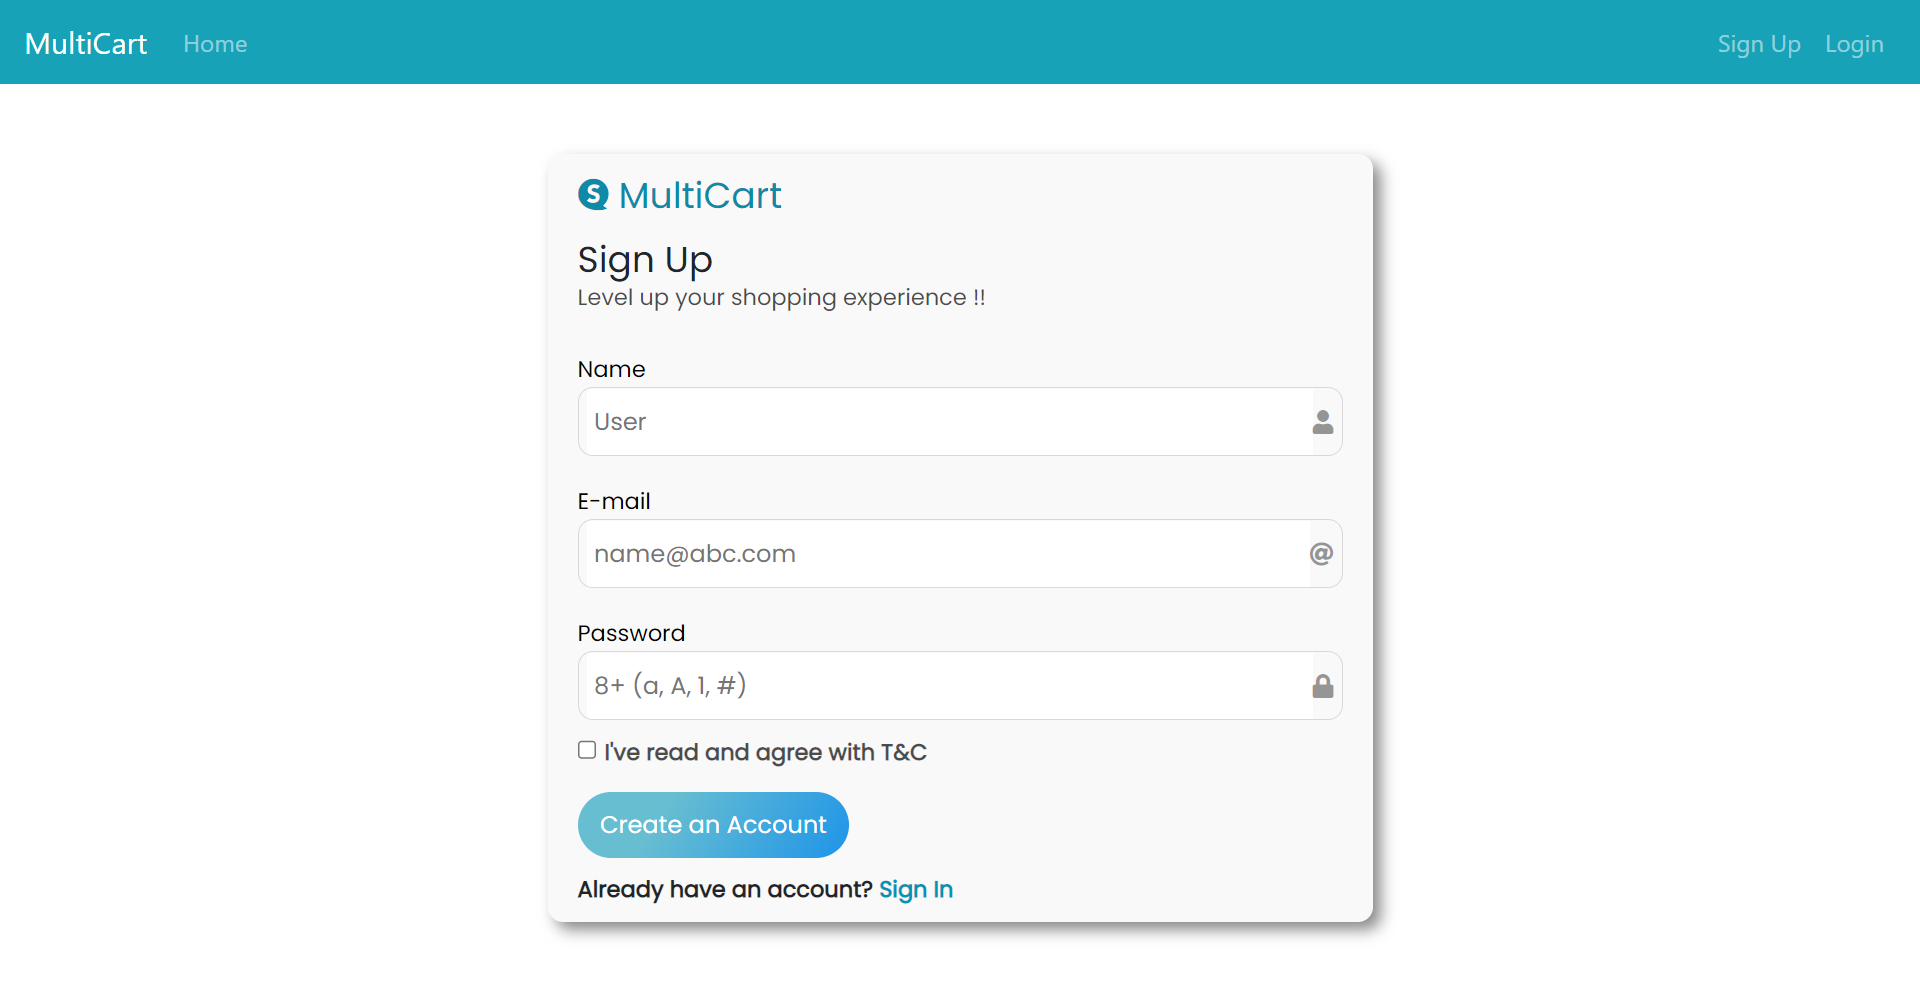 MultiCart Home Sign Up Login
MultiCart
Sign Up
Level up your shopping experience !!
Name
User
E-mail
name@abc.com
@
Password
8+ (a, A, 1, #)
I've read and agree with T&C
Create an Account
Already have an account? Sign In